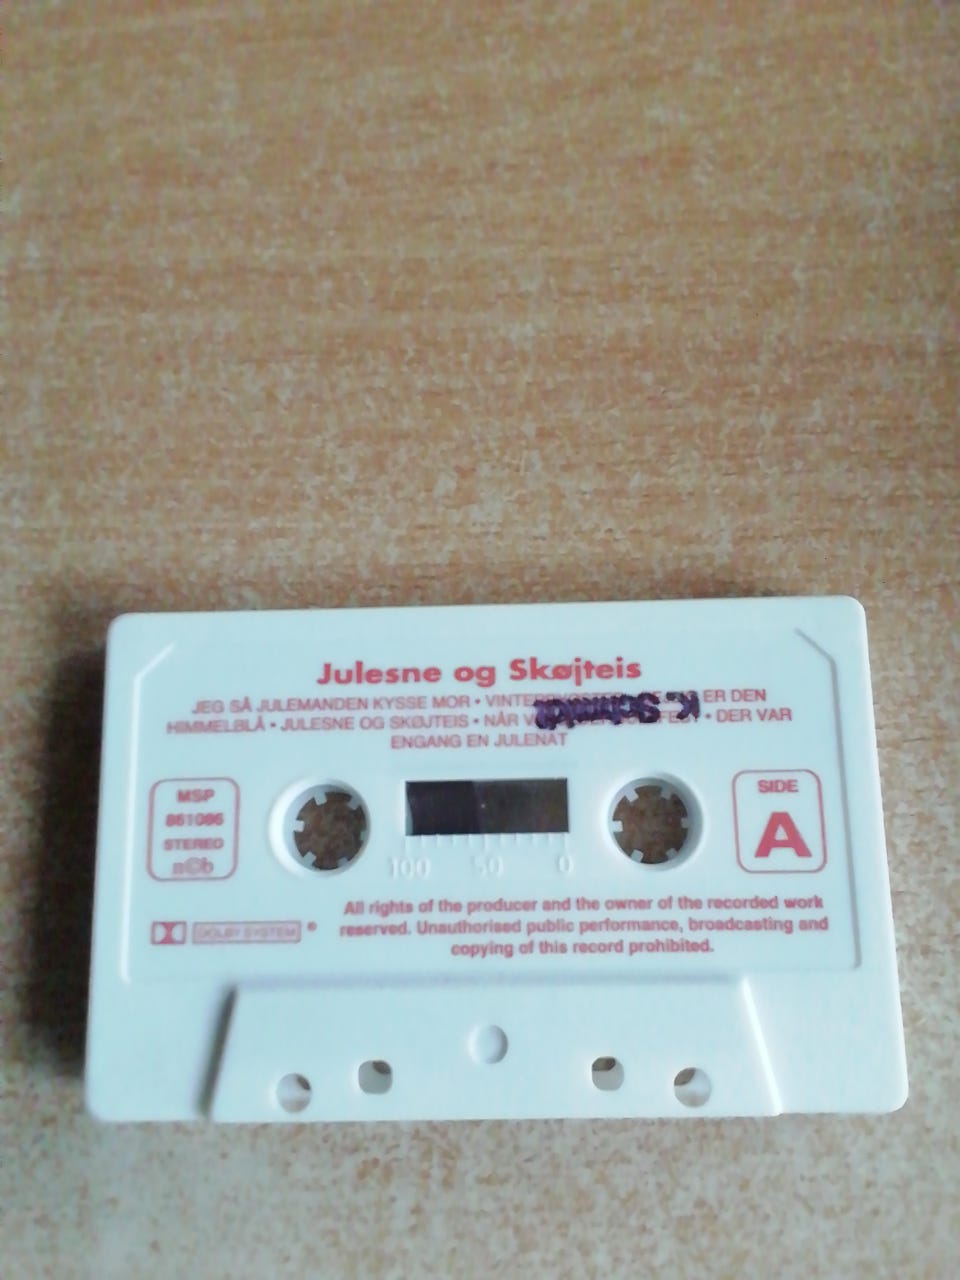 Julesne og Skøjteis
JEG SÅ JULEMANDEN KYSSE MOR • ER DEN
HIMMELBLÅ • JULESNE OG SKØJTEIS • NÅR • DER VAR
ENGANG EN JULENAT
K. Schmidt
MSP
861086
STEREO
n©b
100 50 0
SIDE
A
DOLBY SYSTEM ®
All rights of the producer and the owner of the recorded work
reserved. Unauthorised public performance, broadcasting and
copying of this record prohibited.